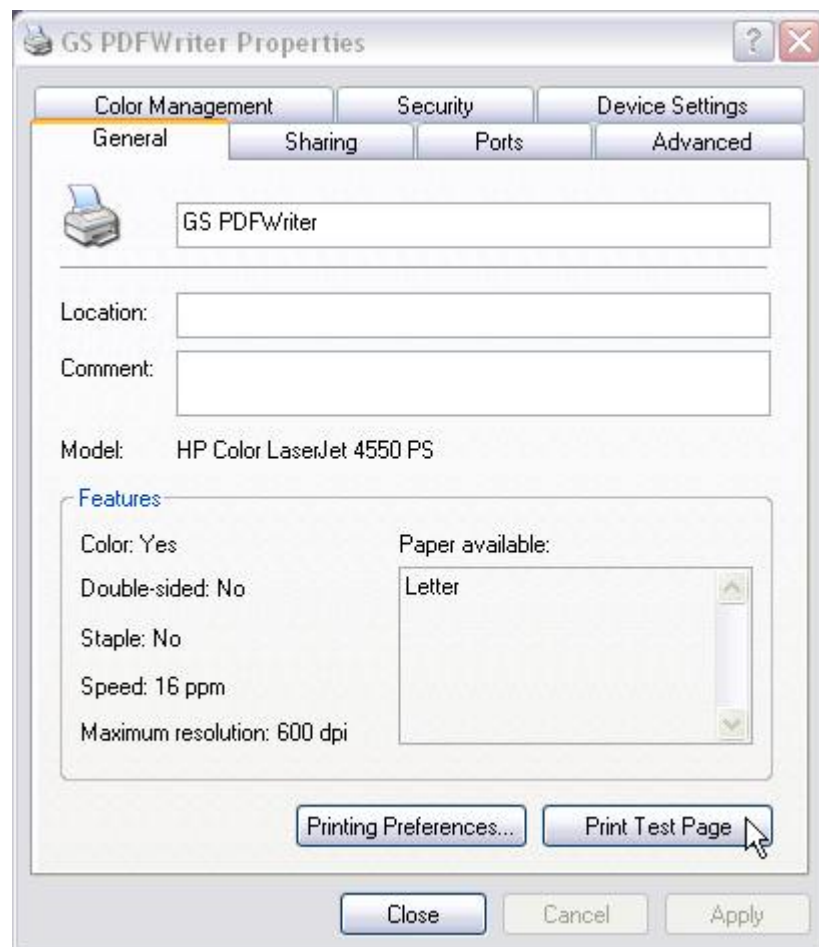 GS PDFWriter Properties
?
Color Management Security Device Settings
General Sharing Ports Advanced
GS PDFWriter
Location:
Comment:
Model: HP Color LaserJet 4550 PS
Features
Color: Yes Paper available:
Double-sided: No Letter
Staple: No
Speed: 16 ppm
Maximum resolution: 600 dpi
Printing Preferences... Print Test Page
Close Cancel Apply